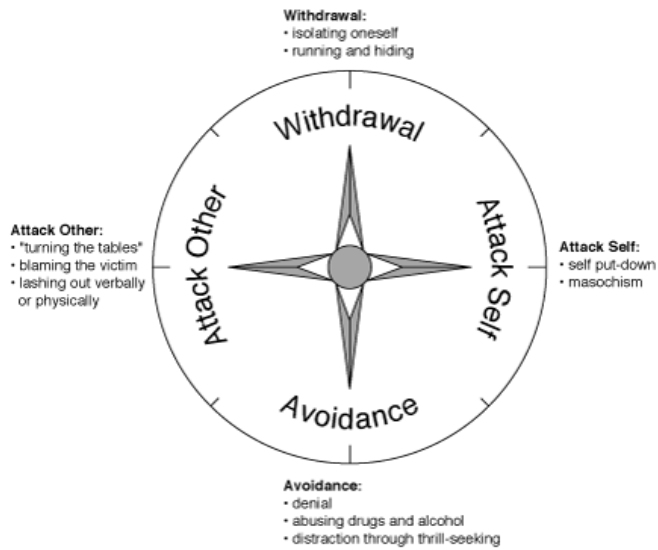 Withdrawal:
• isolating oneself
• running and hiding
Withdrawal
Attack Other:
• "turning the tables"
• blaming the victim
• lashing out verbally
or physically
Attack Other
Attack Self
Attack Self:
• self put-down
• masochism
Avoidance
Avoidance:
• denial
• abusing drugs and alcohol
• distraction through thrill-seeking